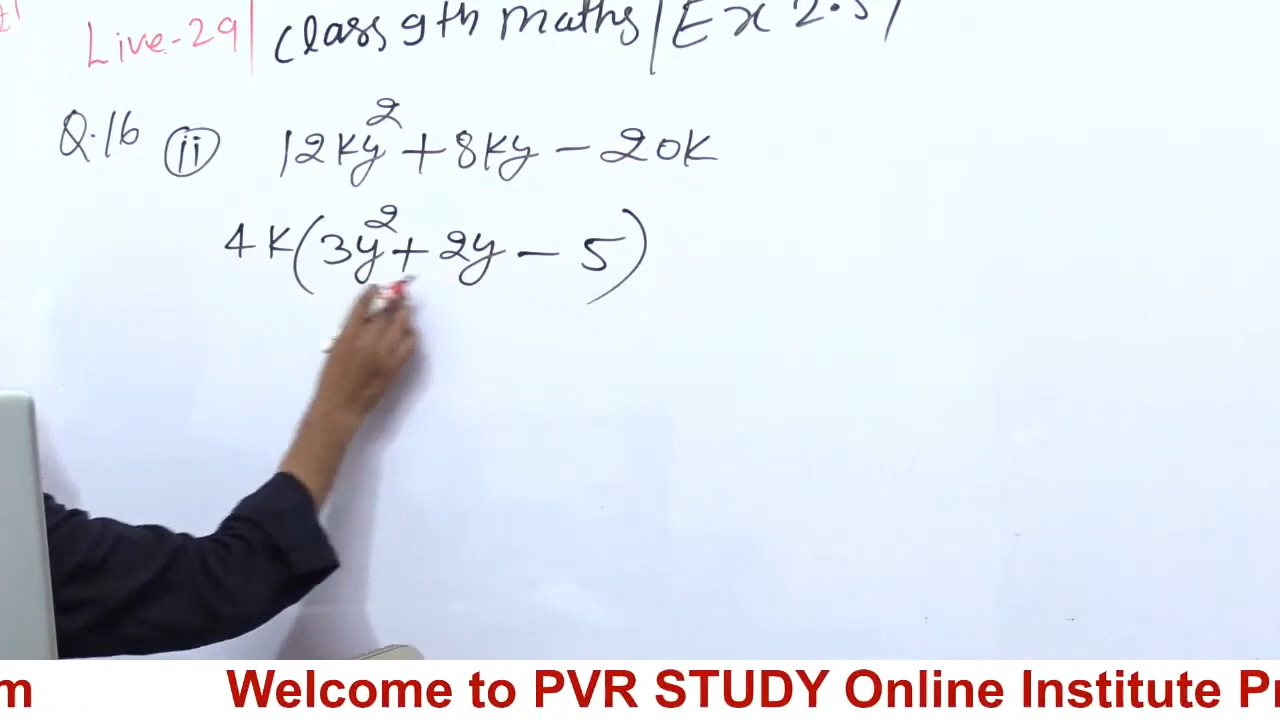 Live-29| Class 9th maths | Ex 2.5 /
Q.16 (ii) 12ky² + 8ky - 20k
4k(3y² + 2y - 5)
m Welcome to PVR STUDY Online Institute Pr